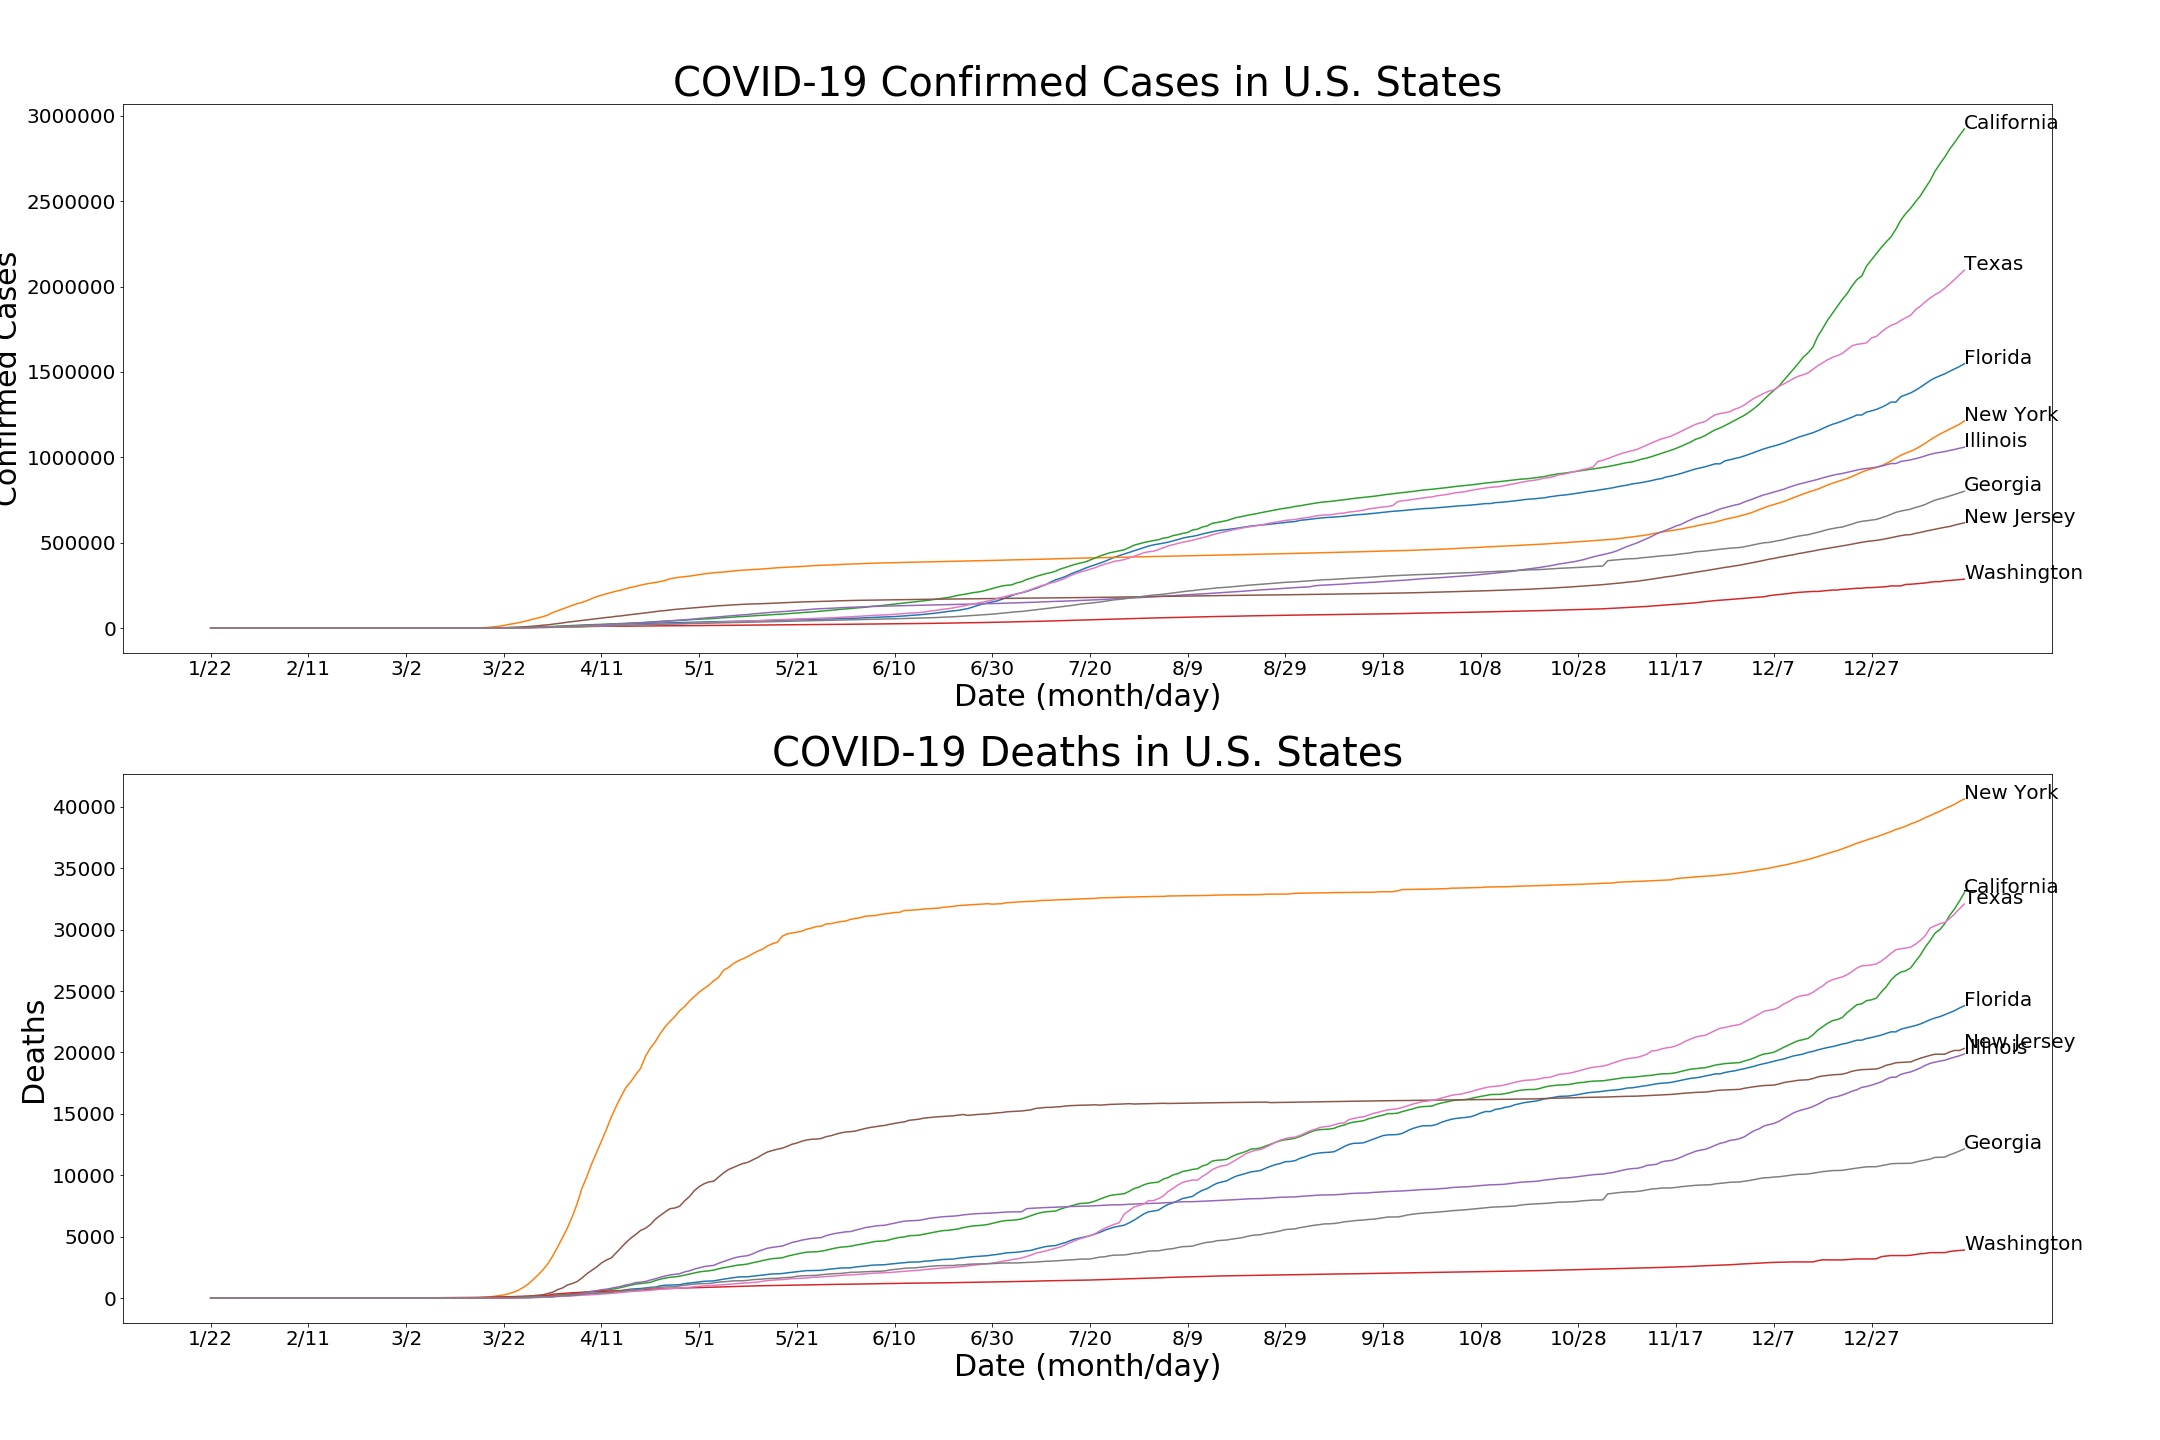 COVID-19 Confirmed Cases in U.S. States
Confirmed Cases
3000000
2500000
2000000
1500000
1000000
500000
0
California
Texas
Florida
New York
Illinois
Georgia
New Jersey
Washington
1/22 2/11 3/2 3/22 4/11 5/1 5/21 6/10 6/30 7/20 8/9 8/29 9/18 10/8 10/28 11/17 12/7 12/27
Date (month/day)
COVID-19 Deaths in U.S. States
Deaths
40000
35000
30000
25000
20000
15000
10000
5000
0
New York
California
Texas
Florida
New Jersey
Illinois
Georgia
Washington
1/22 2/11 3/2 3/22 4/11 5/1 5/21 6/10 6/30 7/20 8/9 8/29 9/18 10/8 10/28 11/17 12/7 12/27
Date (month/day)